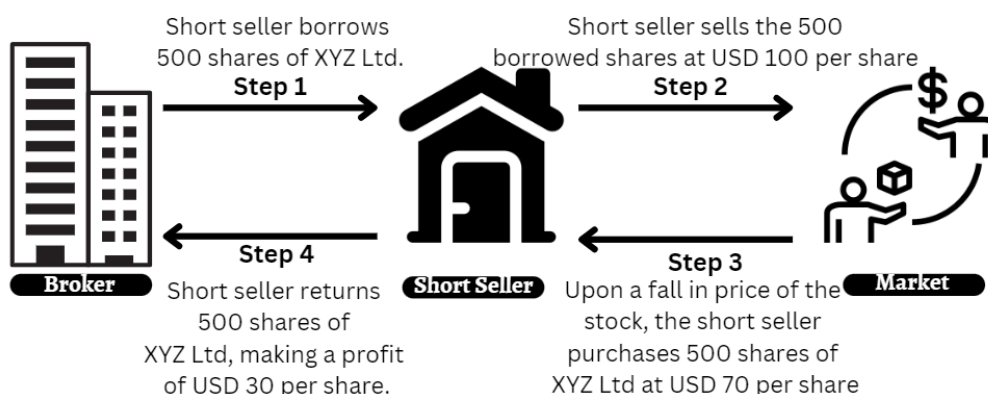 Short seller borrows
500 shares of XYZ Ltd.
Step 1
Short seller sells the 500
borrowed shares at USD 100 per share
Step 2
$
Step 4
Short seller returns
500 shares of
XYZ Ltd, making a profit
of USD 30 per share.
Step 3
Upon a fall in price of the
stock, the short seller
purchases 500 shares of
XYZ Ltd at USD 70 per share
Broker
Short Seller
Market